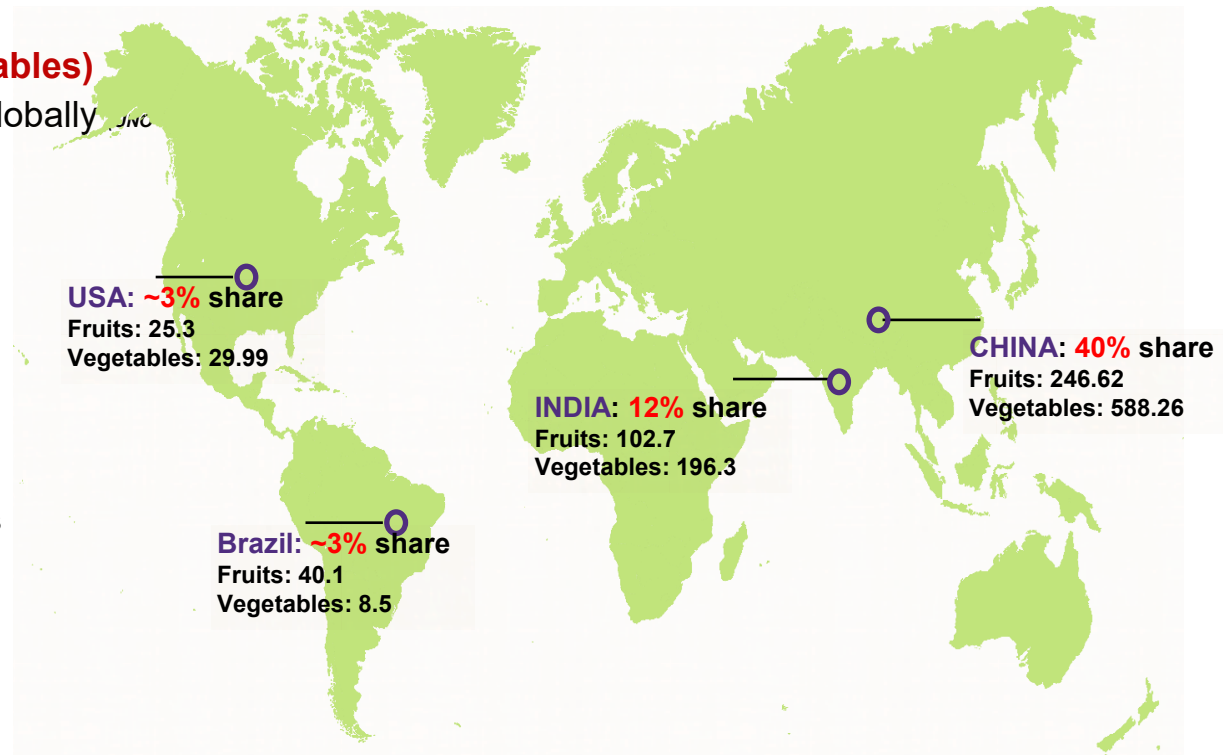 ables)
lobally
USA: ~3% share
Fruits: 25.3
Vegetables: 29.99
CHINA: 40% share
Fruits: 246.62
Vegetables: 588.26
INDIA: 12% share
Fruits: 102.7
Vegetables: 196.3
Brazil: ~3% share
Fruits: 40.1
Vegetables: 8.5